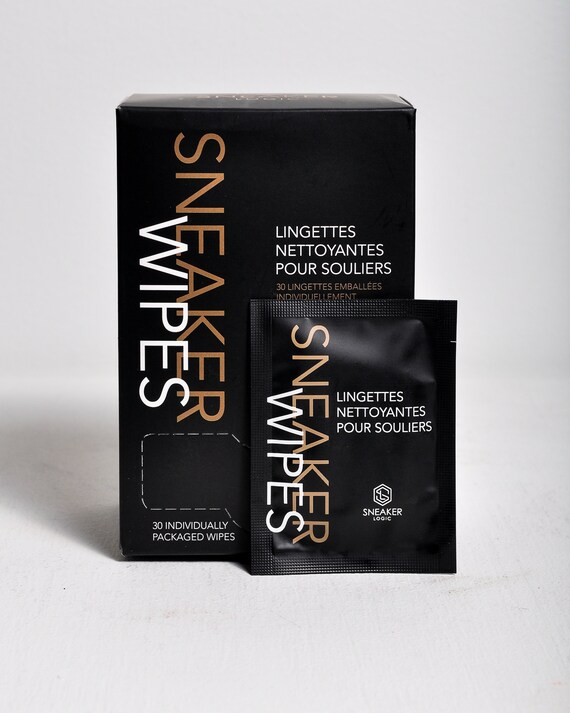 SNEAKER
WIPES
LINGETTES
NETTOYANTES
POUR SOULIERS
30 LINGETTES EMBALLÉES
INDIVIDUELLEMENT
30 INDIVIDUALLY
PACKAGED WIPES
SNEAKER
WIPES
LINGETTES
NETTOYANTES
POUR SOULIERS
SNEAKER
LOGIC